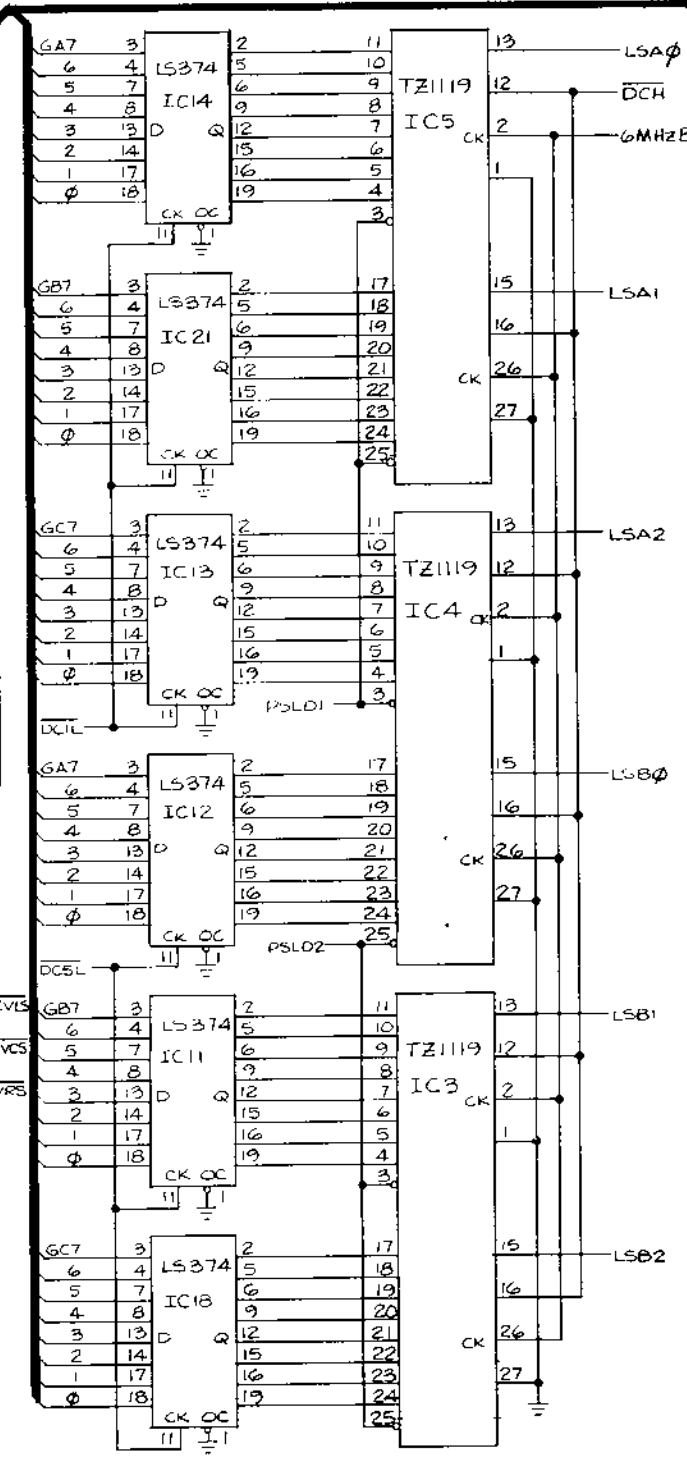 GA7 3 LS374 2 11 TZ1119 13 LSAφ
6 4 IC14 5 10 IC5 12 DCH
5 7 6 9 CK 2 6MHZB
4 8 9 8 1
3 13 D Q 12 7
2 14 15 6
1 17 16 5
φ 18 19 4
CK OC 3
11 1
GB7 3 LS374 2 17 15 LSA1
6 4 IC21 5 18 16
5 7 6 19 CK 26
4 8 9 20 27
3 13 D Q 12 21
2 14 15 22
1 17 16 23
φ 18 19 24
CK OC 25
11 1
GC7 3 LS374 2 11 TZ1119 13 LSA2
6 4 IC13 5 10 IC4 12
5 7 6 9 CK 2
4 8 9 8 1
3 13 D Q 12 7
2 14 15 6
1 17 16 5
φ 18 19 4
CK OC PSLD1 3
DC1L 11 1
GA7 3 LS374 2 17 15 LSBφ
6 4 IC12 5 18 16
5 7 6 19 CK 26
4 8 9 20 27
3 13 D Q 12 21
2 14 15 22
1 17 16 23
φ 18 19 24
CK OC PSLD2 25
DC5L 11 1
VLS GB7 3 LS374 2 11 TZ1119 13 LSB1
6 4 IC11 5 10 IC3 12
VCS 5 7 6 9 CK 2
4 8 9 8 1
VRS 3 13 D Q 12 7
2 14 15 6
1 17 16 5
φ 18 19 4
CK OC 3
11 1
GC7 3 LS374 2 17 15 LSB2
6 4 IC18 5 18 16
5 7 6 19 CK 26
4 8 9 20 27
3 13 D Q 12 21
2 14 15 22
1 17 16 23
φ 18 19 24
CK OC 25
11 1